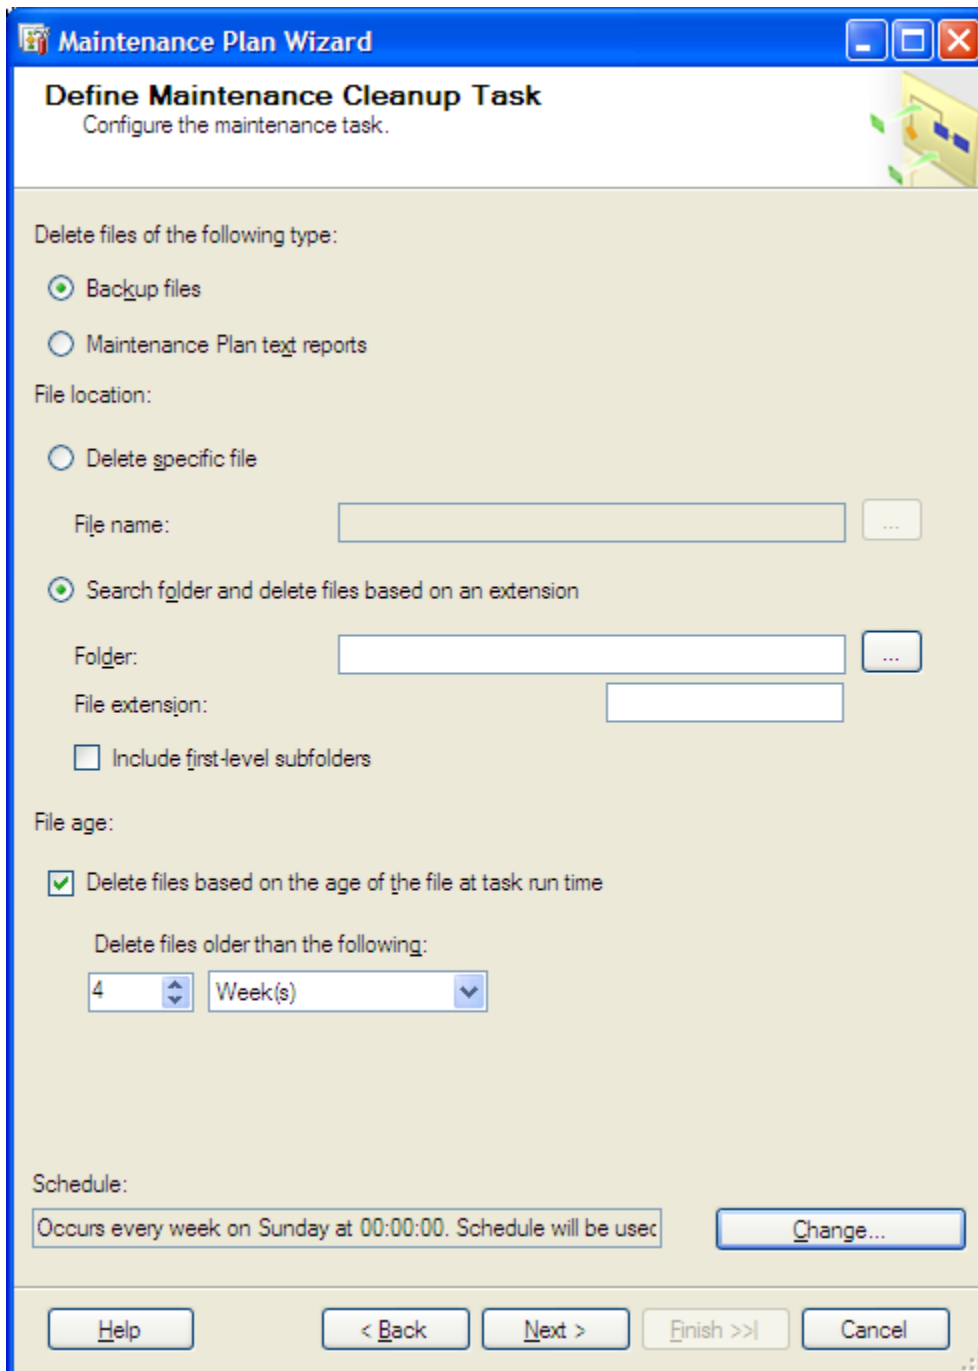 Maintenance Plan Wizard
Define Maintenance Cleanup Task
Configure the maintenance task.
Delete files of the following type:
Backup files
Maintenance Plan text reports
File location:
Delete specific file
File name:
...
Search folder and delete files based on an extension
Folder:
...
File extension:
Include first-level subfolders
File age:
Delete files based on the age of the file at task run time
Delete files older than the following:
4 Week(s)
Schedule:
Occurs every week on Sunday at 00:00:00. Schedule will be used
Change...
Help < Back Next > Finish >>| Cancel